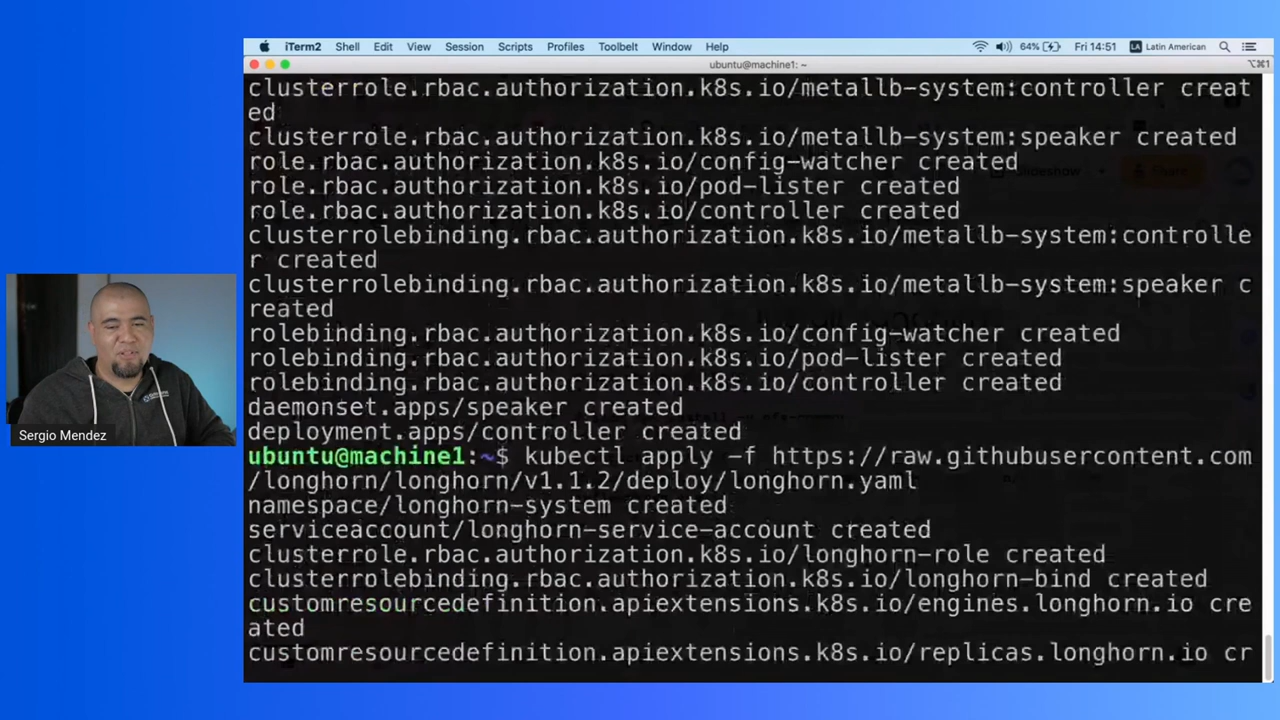 iTerm2 Shell Edit View Session Scripts Profiles Toolbelt Window Help 64% Fri 14:51 LA Latin American
ubuntu@machine1: ~ ⌥⌘1
clusterrole.rbac.authorization.k8s.io/metallb-system:controller creat
ed
clusterrole.rbac.authorization.k8s.io/metallb-system:speaker created
role.rbac.authorization.k8s.io/config-watcher created
role.rbac.authorization.k8s.io/pod-lister created
role.rbac.authorization.k8s.io/controller created
clusterrolebinding.rbac.authorization.k8s.io/metallb-system:controlle
r created
clusterrolebinding.rbac.authorization.k8s.io/metallb-system:speaker c
reated
rolebinding.rbac.authorization.k8s.io/config-watcher created
rolebinding.rbac.authorization.k8s.io/pod-lister created
rolebinding.rbac.authorization.k8s.io/controller created
daemonset.apps/speaker created
deployment.apps/controller created
ubuntu@machine1:~$ kubectl apply -f https://raw.githubusercontent.com
/longhorn/longhorn/v1.1.2/deploy/longhorn.yaml
namespace/longhorn-system created
serviceaccount/longhorn-service-account created
clusterrole.rbac.authorization.k8s.io/longhorn-role created
clusterrolebinding.rbac.authorization.k8s.io/longhorn-bind created
customresourcedefinition.apiextensions.k8s.io/engines.longhorn.io cre
ated
customresourcedefinition.apiextensions.k8s.io/replicas.longhorn.io cr
Sergio Mendez